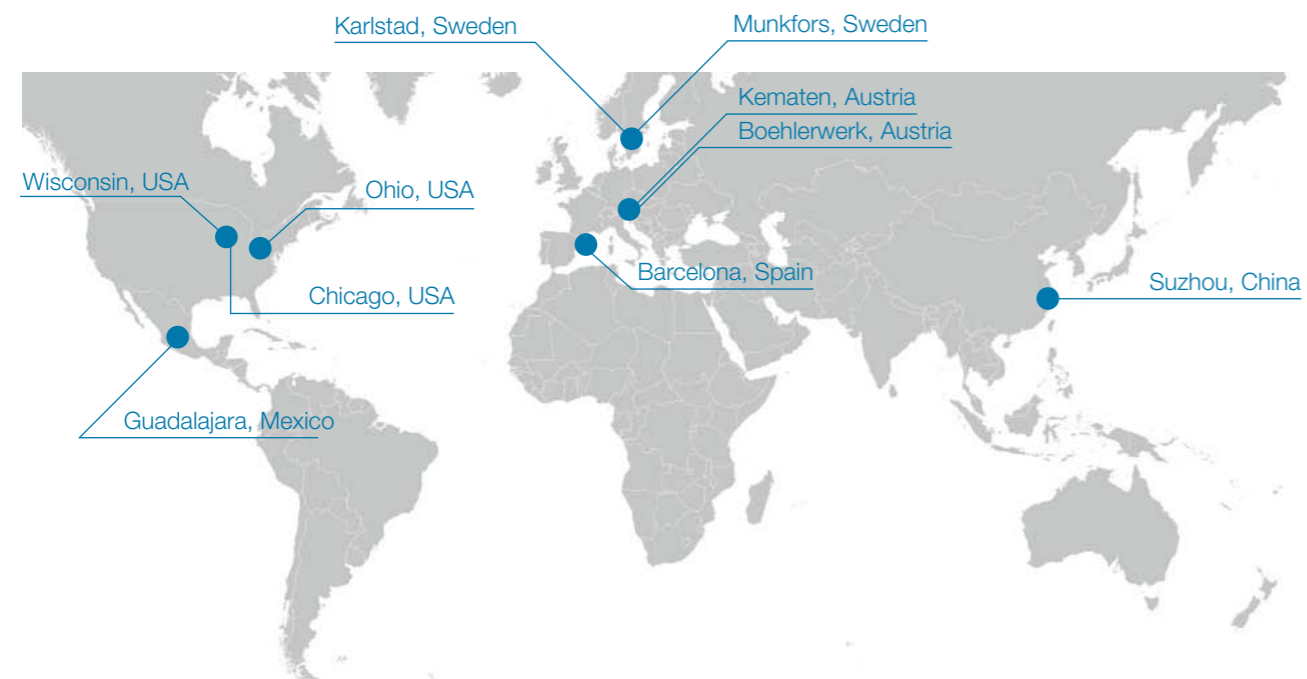 Karlstad, Sweden
Munkfors, Sweden
Kematen, Austria
Boehlerwerk, Austria
Wisconsin, USA
Ohio, USA
Barcelona, Spain
Suzhou, China
Chicago, USA
Guadalajara, Mexico